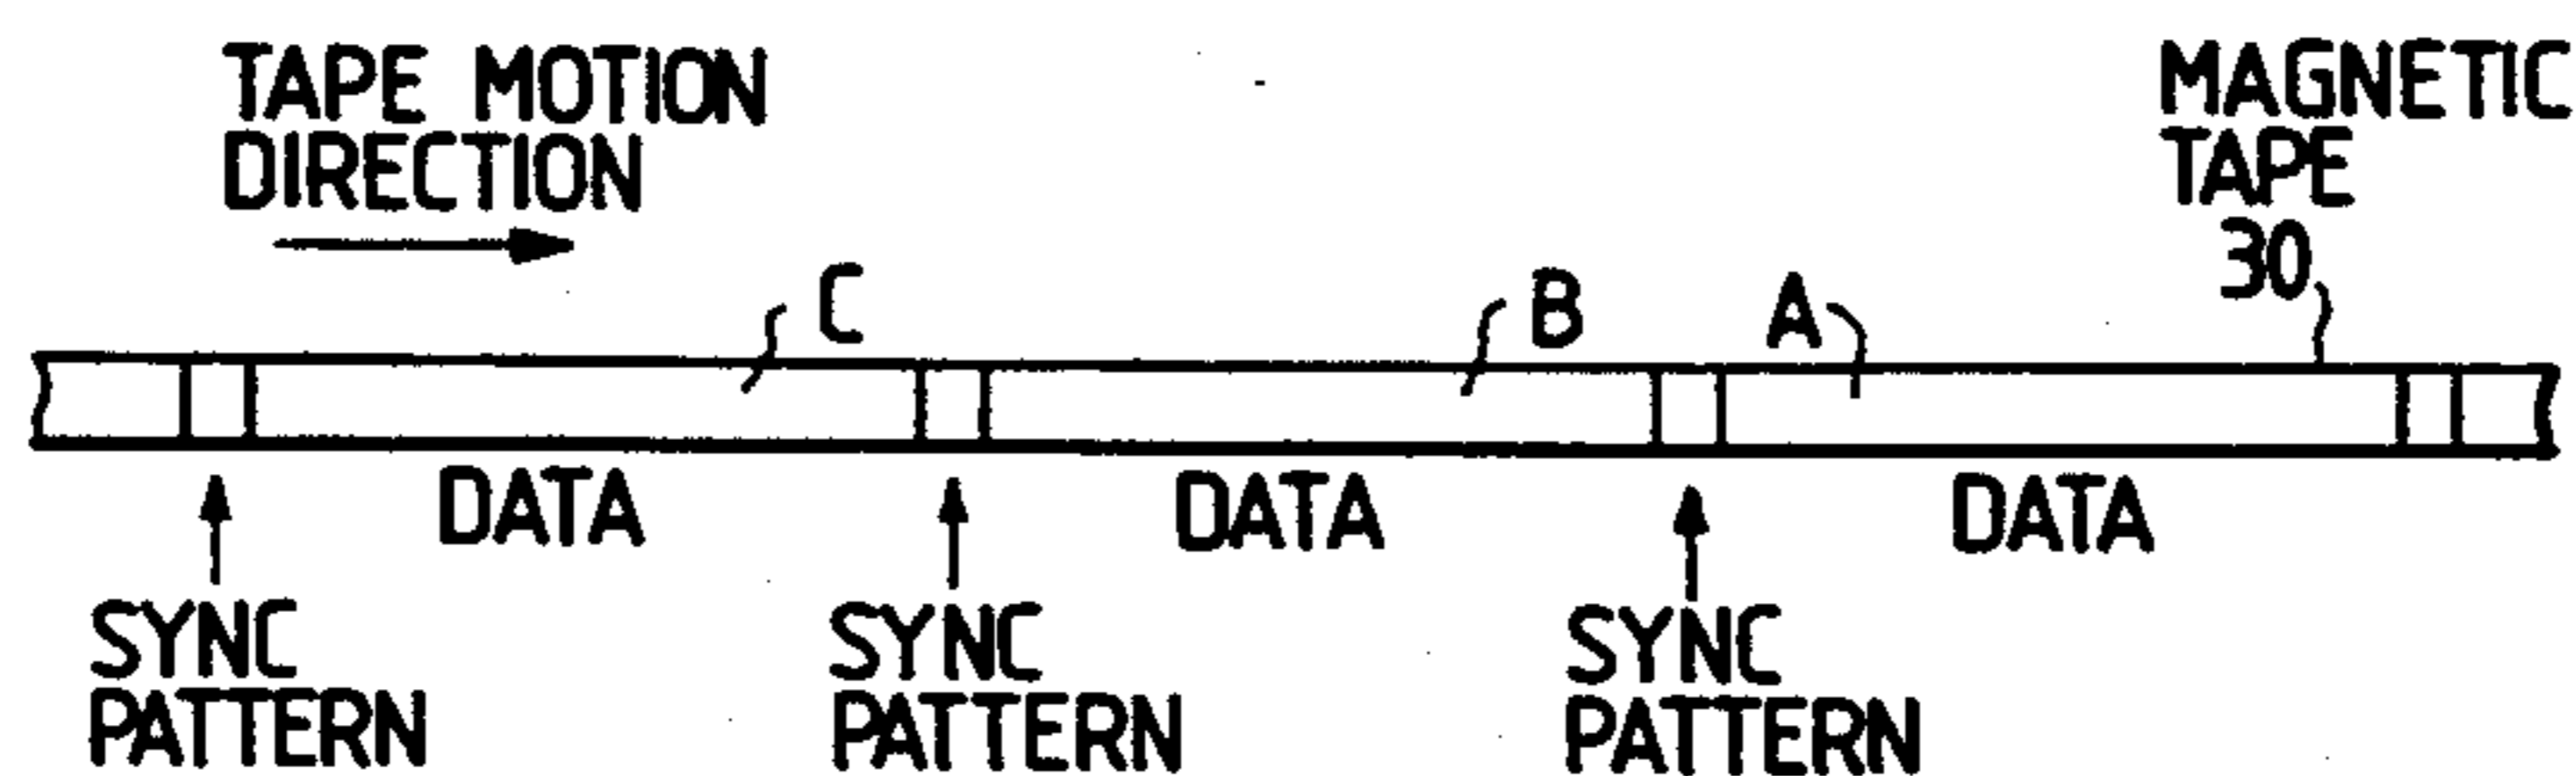 TAPE MOTION
DIRECTION
MAGNETIC
TAPE
30
C
B
A
DATA
DATA
DATA
SYNC
PATTERN
SYNC
PATTERN
SYNC
PATTERN